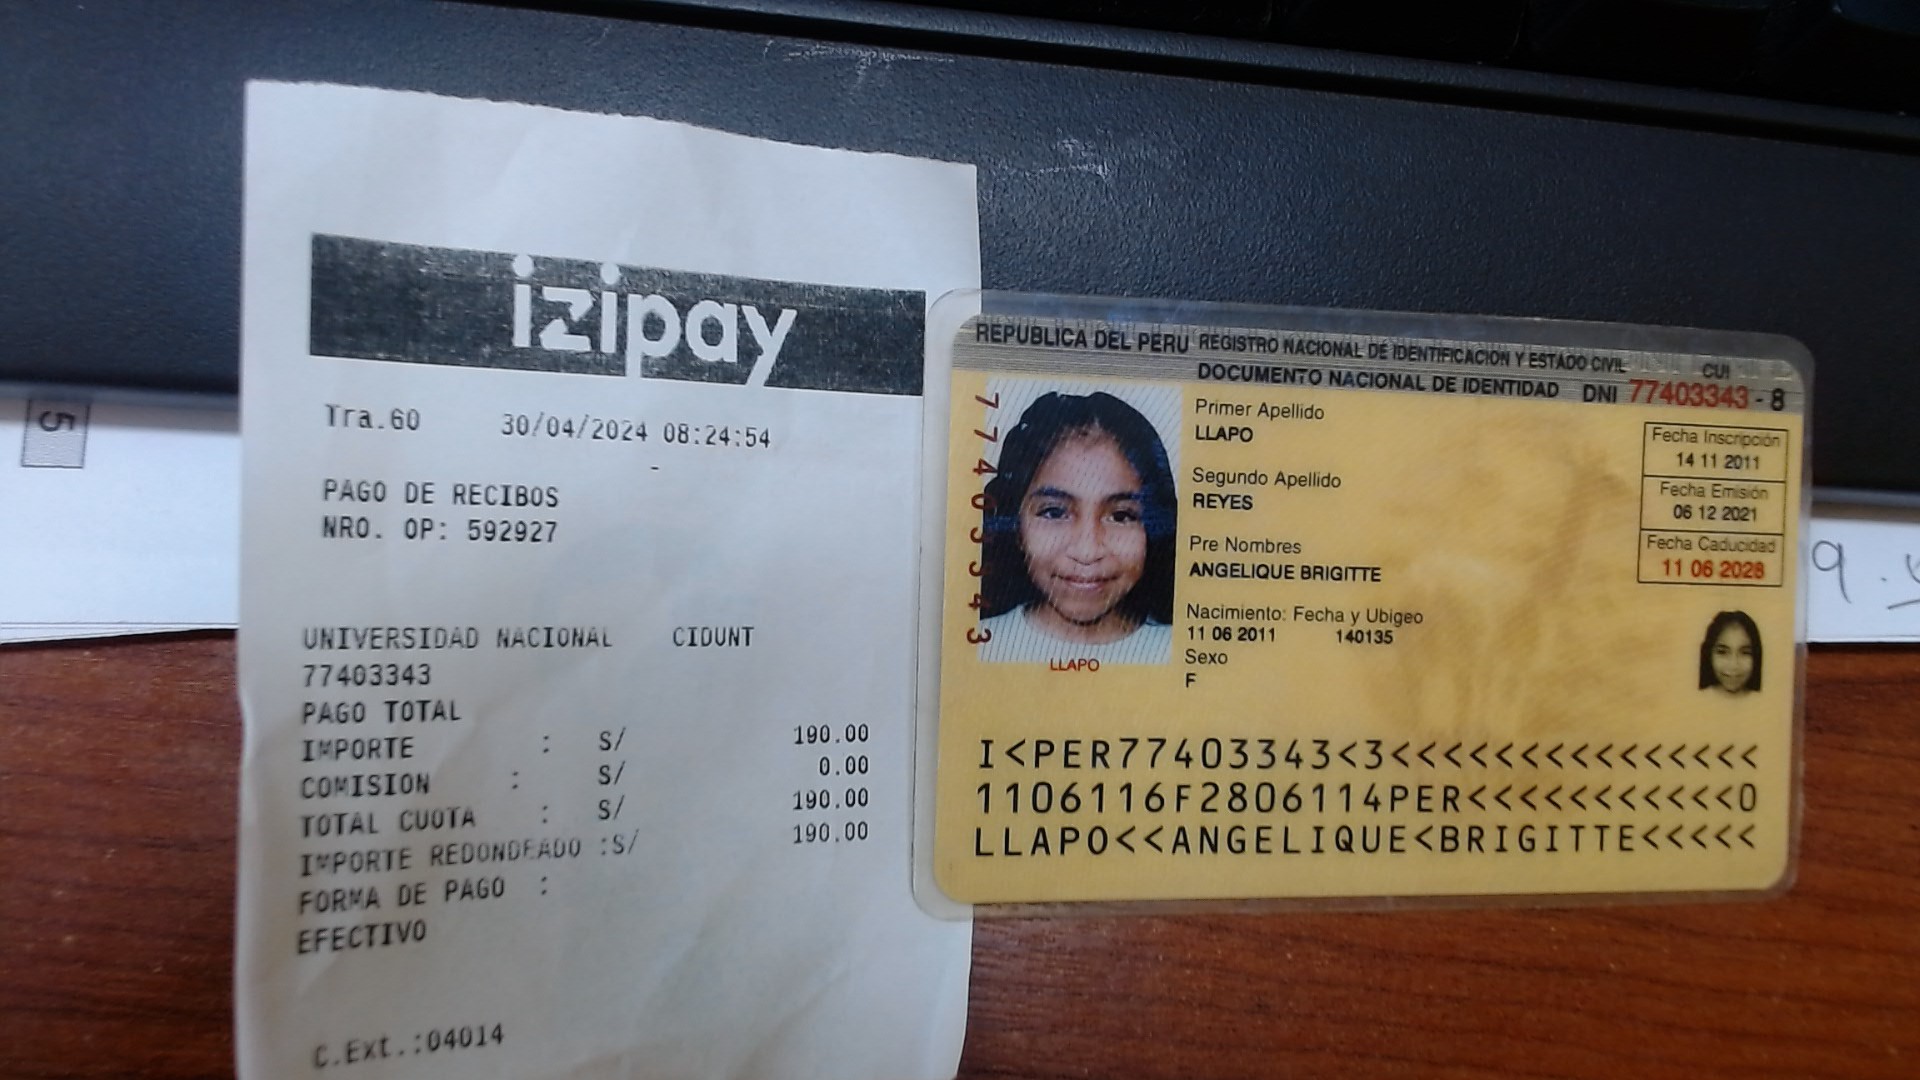 izipay
Tra.60 30/04/2024 08:24:54
PAGO DE RECIBOS
NRO. OP: 592927
UNIVERSIDAD NACIONAL CIDUNT
77403343
PAGO TOTAL
IMPORTE : S/ 190.00
COMISION : S/ 0.00
TOTAL CUOTA : S/ 190.00
IMPORTE REDONDEADO :S/ 190.00
FORMA DE PAGO :
EFECTIVO
C.Ext.:04014
REPUBLICA DEL PERU REGISTRO NACIONAL DE IDENTIFICACION Y ESTADO CIVIL CUI
DOCUMENTO NACIONAL DE IDENTIDAD DNI 77403343 - 8
77403343
Primer Apellido
LLAPO
Segundo Apellido
REYES
Pre Nombres
ANGELIQUE BRIGITTE
Nacimiento: Fecha y Ubigeo
11 06 2011 140135
Sexo
F
LLAPO
Fecha Inscripción
14 11 2011
Fecha Emisión
06 12 2021
Fecha Caducidad
11 06 2028
I<PER77403343<3<<<<<<<<<<<<<<<
1106116F2806114PER<<<<<<<<<<<0
LLAPO<<ANGELIQUE<BRIGITTE<<<<<
5